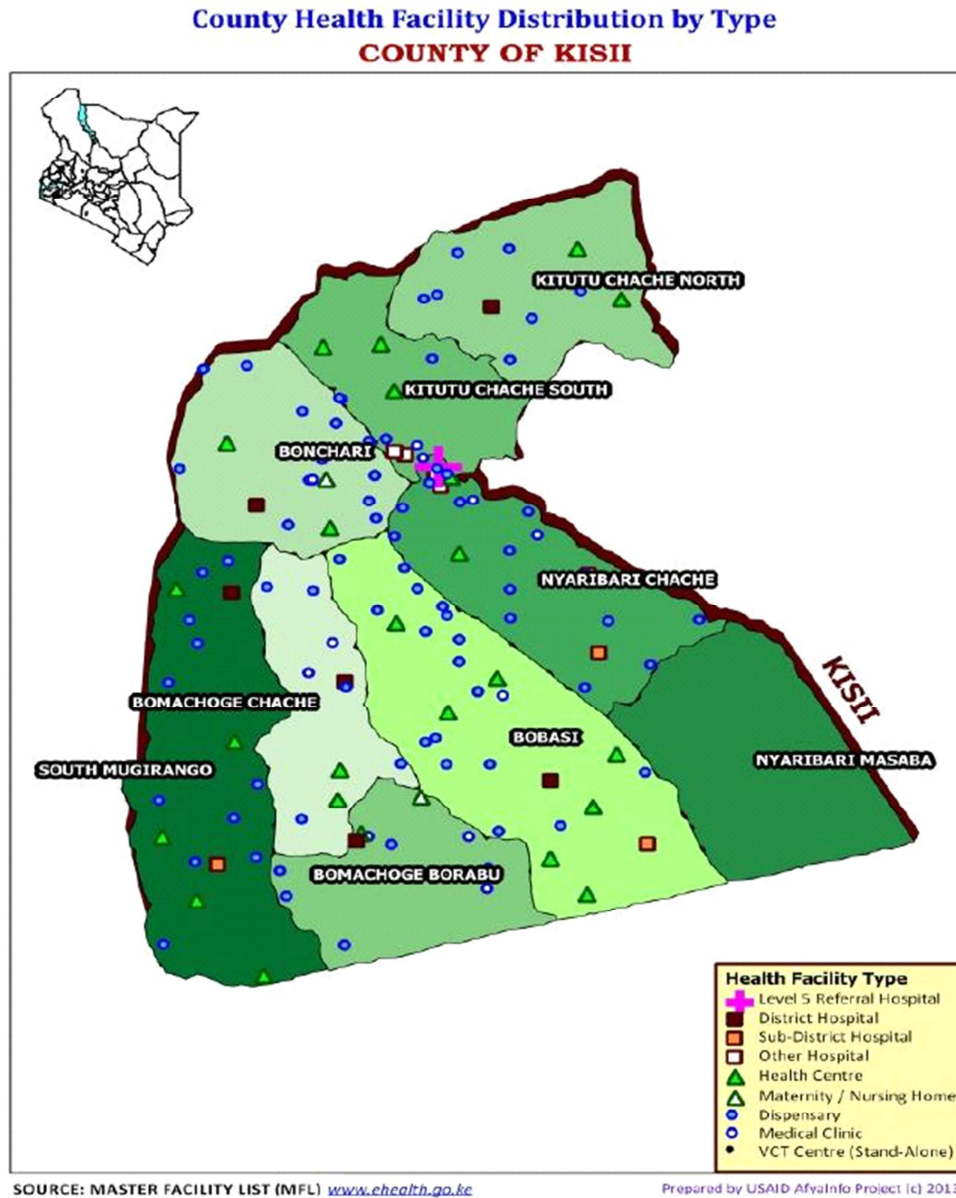 County Health Facility Distribution by Type
COUNTY OF KISII
KITUTU CHACHE NORTH
KITUTU CHACHE SOUTH
BONCHARI
NYARIBARI CHACHE
KISII
BOMACHOGE CHACHE
BOBASI
NYARIBARI MASABA
SOUTH MUGIRANGO
BOMACHOGE BORABU
Health Facility Type
Level 5 Referral Hospital
District Hospital
Sub-District Hospital
Other Hospital
Health Centre
Maternity / Nursing Home
Dispensary
Medical Clinic
VCT Centre (Stand-Alone)
SOURCE: MASTER FACILITY LIST (MFL) www.ehealth.go.ke
Prepared by USAID AfyaInfo Project (c) 2013